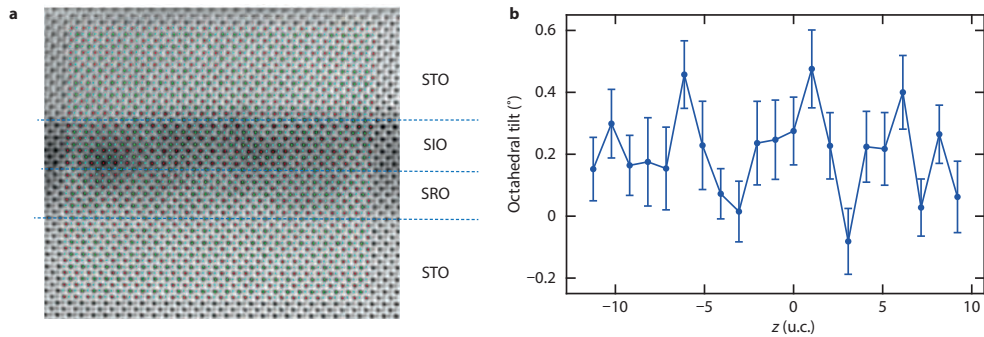 a
STO
SIO
SRO
STO
b
Octahedral tilt (°)
0.6
0.4
0.2
0
−0.2
−10
−5
0
5
10
z (u.c.)